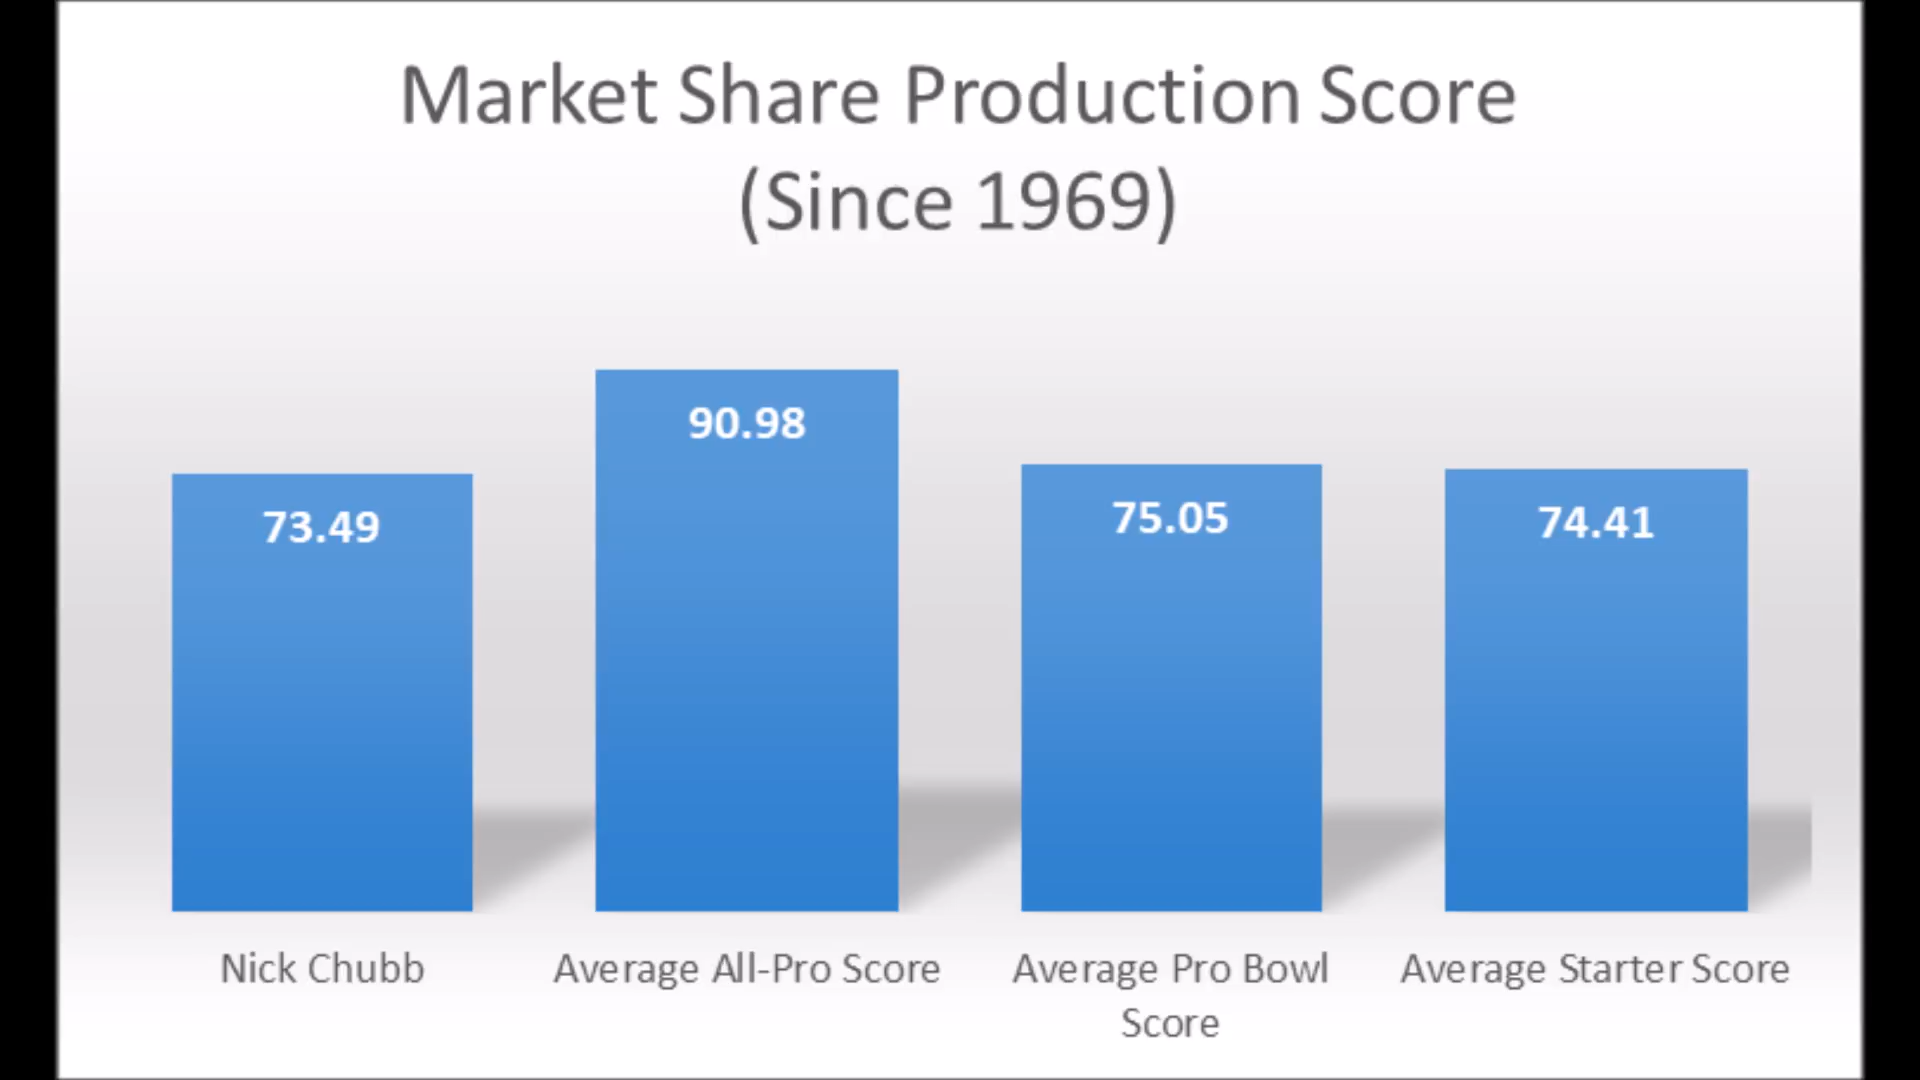 Market Share Production Score
(Since 1969)
73.49
90.98
75.05
74.41
Nick Chubb
Average All-Pro Score
Average Pro Bowl
Score
Average Starter Score